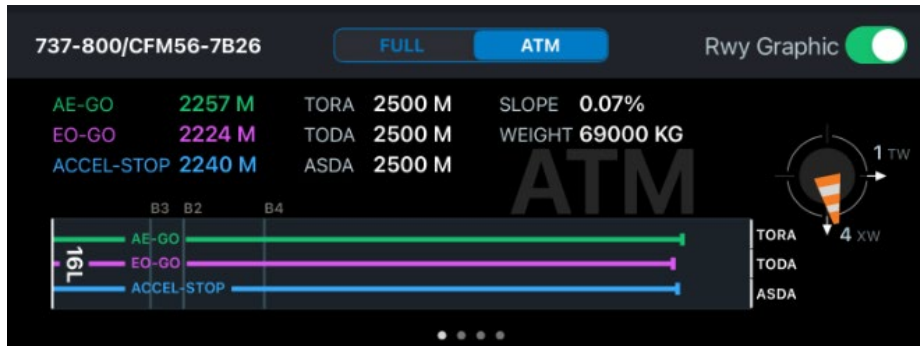 737-800/CFM56-7B26 FULL ATM Rwy Graphic
AE-GO 2257 M TORA 2500 M SLOPE 0.07%
EO-GO 2224 M TODA 2500 M WEIGHT 69000 KG
ACCEL-STOP 2240 M ASDA 2500 M
ATM
1 TW
4 XW
B3 B2 B4
16L
AE-GO TORA
EO-GO TODA
ACCEL-STOP ASDA